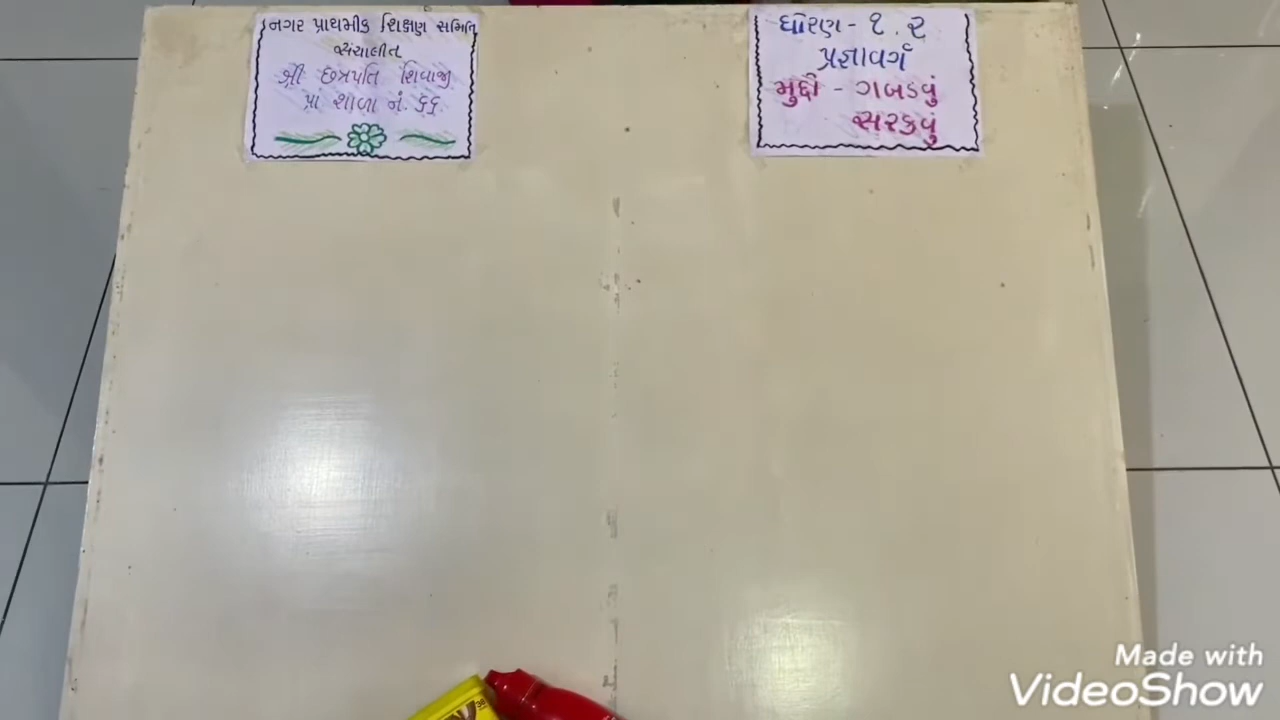 નગર પ્રાથમીક શિક્ષણ સમિતિ
સંચાલીત
શ્રી છત્રપતિ શિવાજી
પ્રા શાળા નં. ૬૬
ધોરણ - ૧.૨
પ્રજ્ઞાવર્ગ
મુદ્દો - ગબડવું
સરકવું
Made with
VideoShow